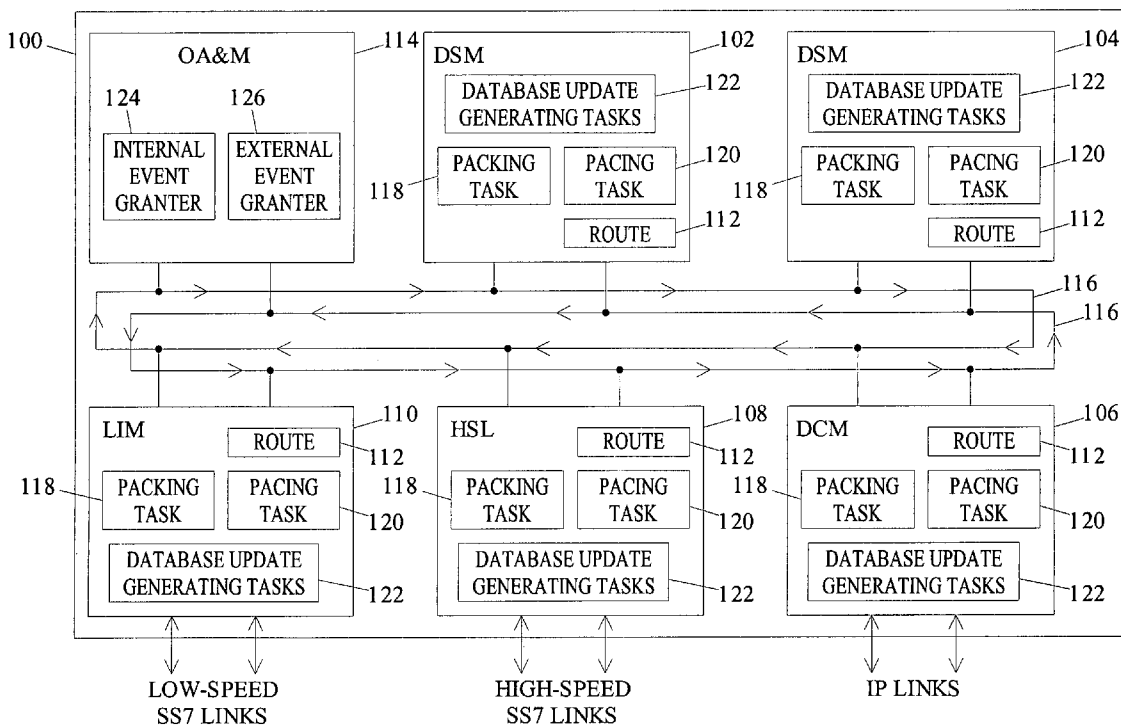 100
OA&M
114
124
126
INTERNAL
EVENT
GRANTER
EXTERNAL
EVENT
GRANTER
DSM
102
DATABASE UPDATE
GENERATING TASKS
122
PACKING
TASK
118
PACING
TASK
120
ROUTE
112
DSM
104
DATABASE UPDATE
GENERATING TASKS
122
PACKING
TASK
118
PACING
TASK
120
ROUTE
112
116
116
LIM
110
ROUTE
112
118
PACKING
TASK
PACING
TASK
120
DATABASE UPDATE
GENERATING TASKS
122
HSL
108
ROUTE
112
118
PACKING
TASK
PACING
TASK
120
DATABASE UPDATE
GENERATING TASKS
122
DCM
106
ROUTE
112
118
PACKING
TASK
PACING
TASK
120
DATABASE UPDATE
GENERATING TASKS
122
LOW-SPEED
SS7 LINKS
HIGH-SPEED
SS7 LINKS
IP LINKS